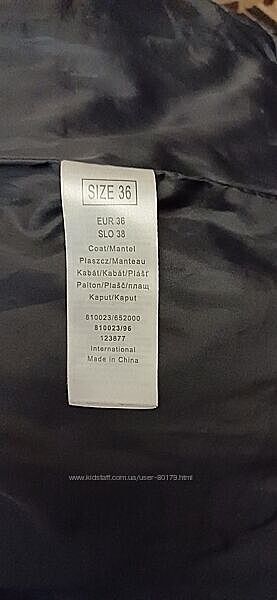 SIZE 36
EUR 36
SLO 38
Coat/Mantel
Plaszcz/Manteau
Kabát/Kabát/Plášť
Palton/Plašč/плащ
Kaput/Kaput
810023/652000
810023/96
123877
International
Made in China
www.kidstaff.com.ua/user-80179.html